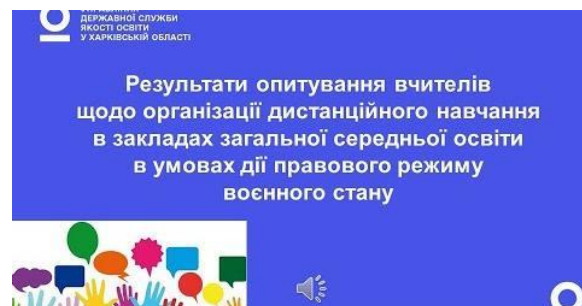 ДЕРЖАВНОЇ СЛУЖБИ
ЯКОСТІ ОСВІТИ
У ХАРКІВСЬКІЙ ОБЛАСТІ
Результати опитування вчителів
щодо організації дистанційного навчання
в закладах загальної середньої освіти
в умовах дії правового режиму
воєнного стану